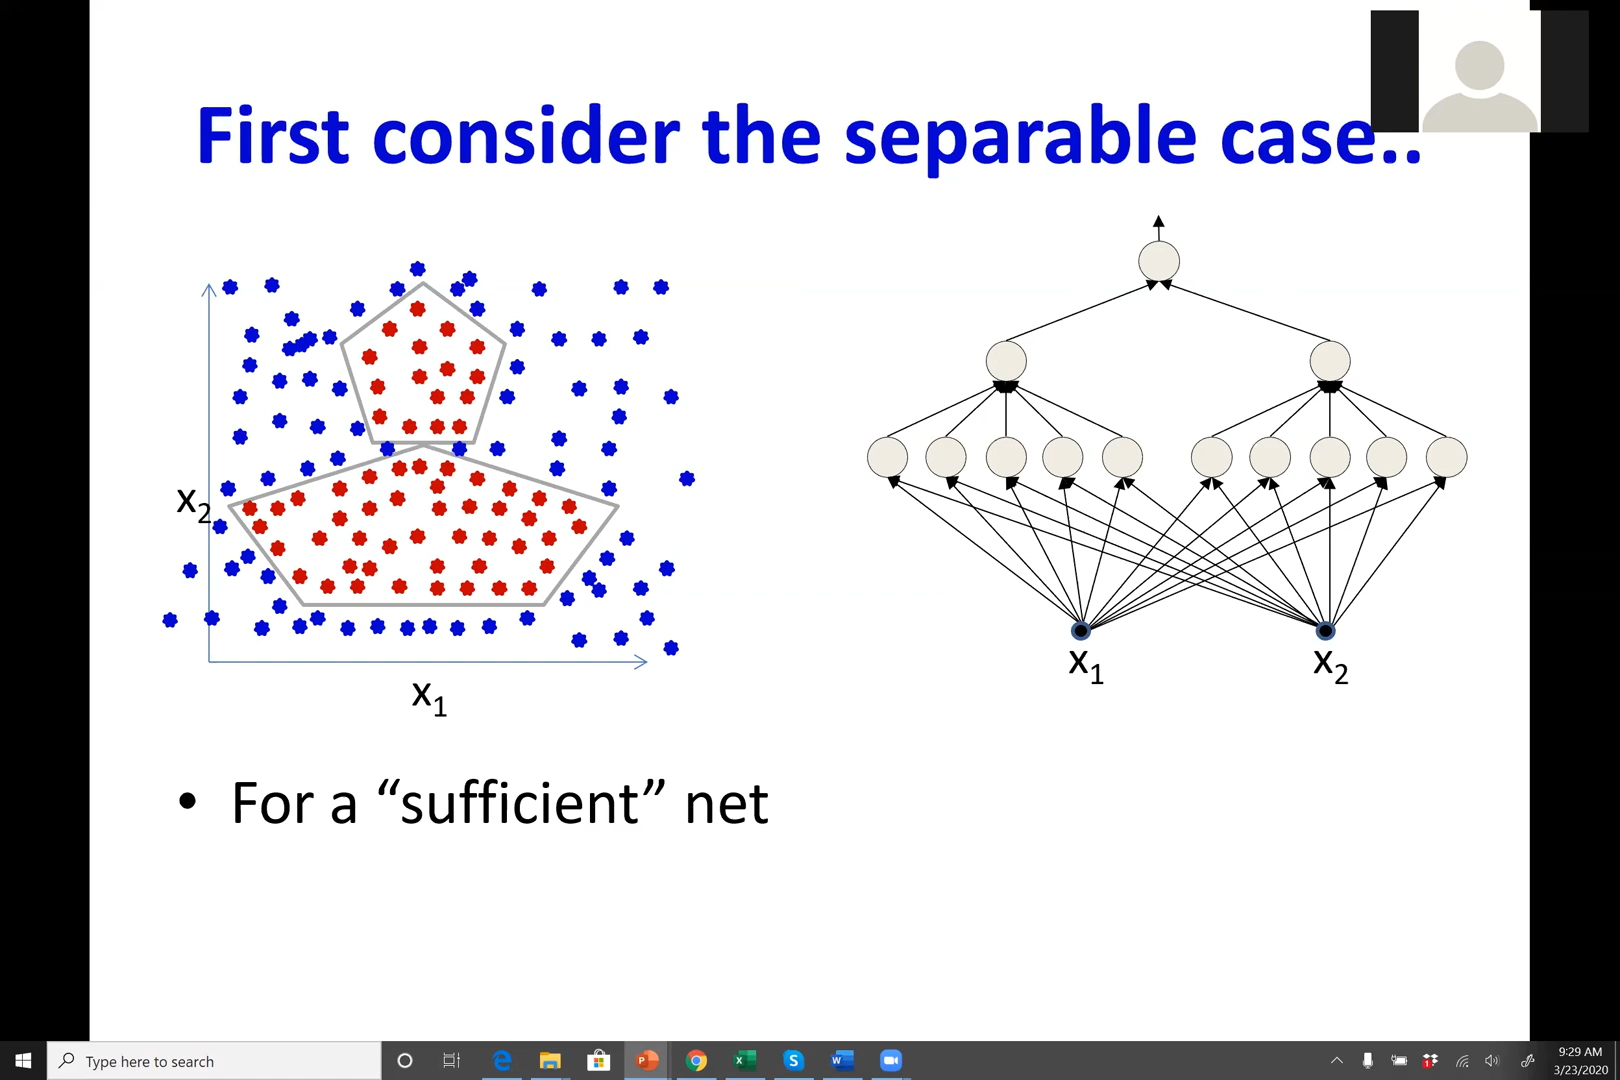 First consider the separable case..
x2
x1
x1
x2
• For a “sufficient” net
Type here to search
9:29 AM
3/23/2020